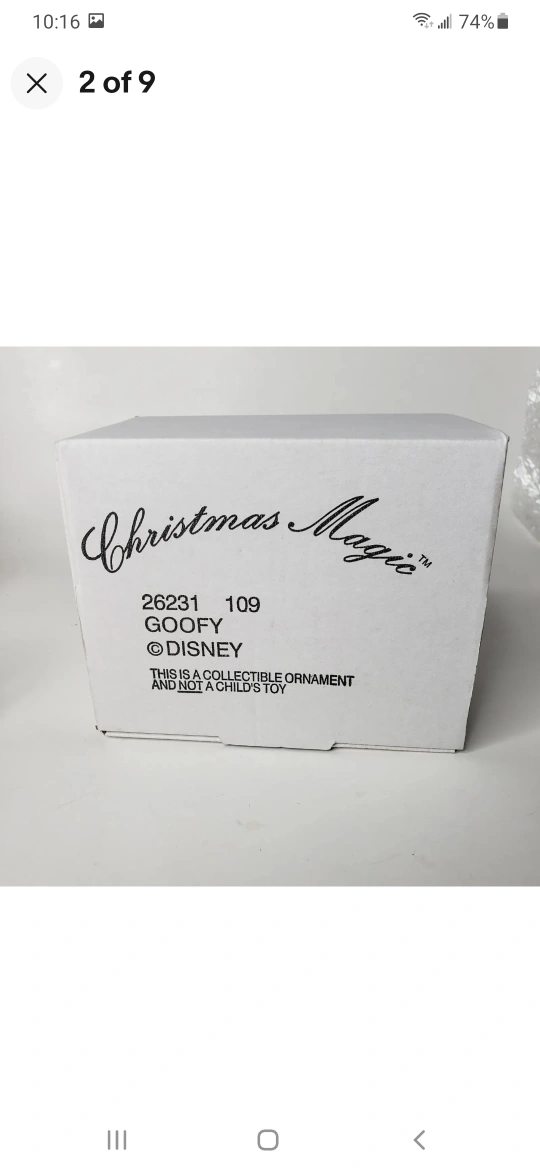 10:16 74%
2 of 9
Christmas Magic™
26231 109
GOOFY
©DISNEY
THIS IS A COLLECTIBLE ORNAMENT
AND NOT A CHILD'S TOY